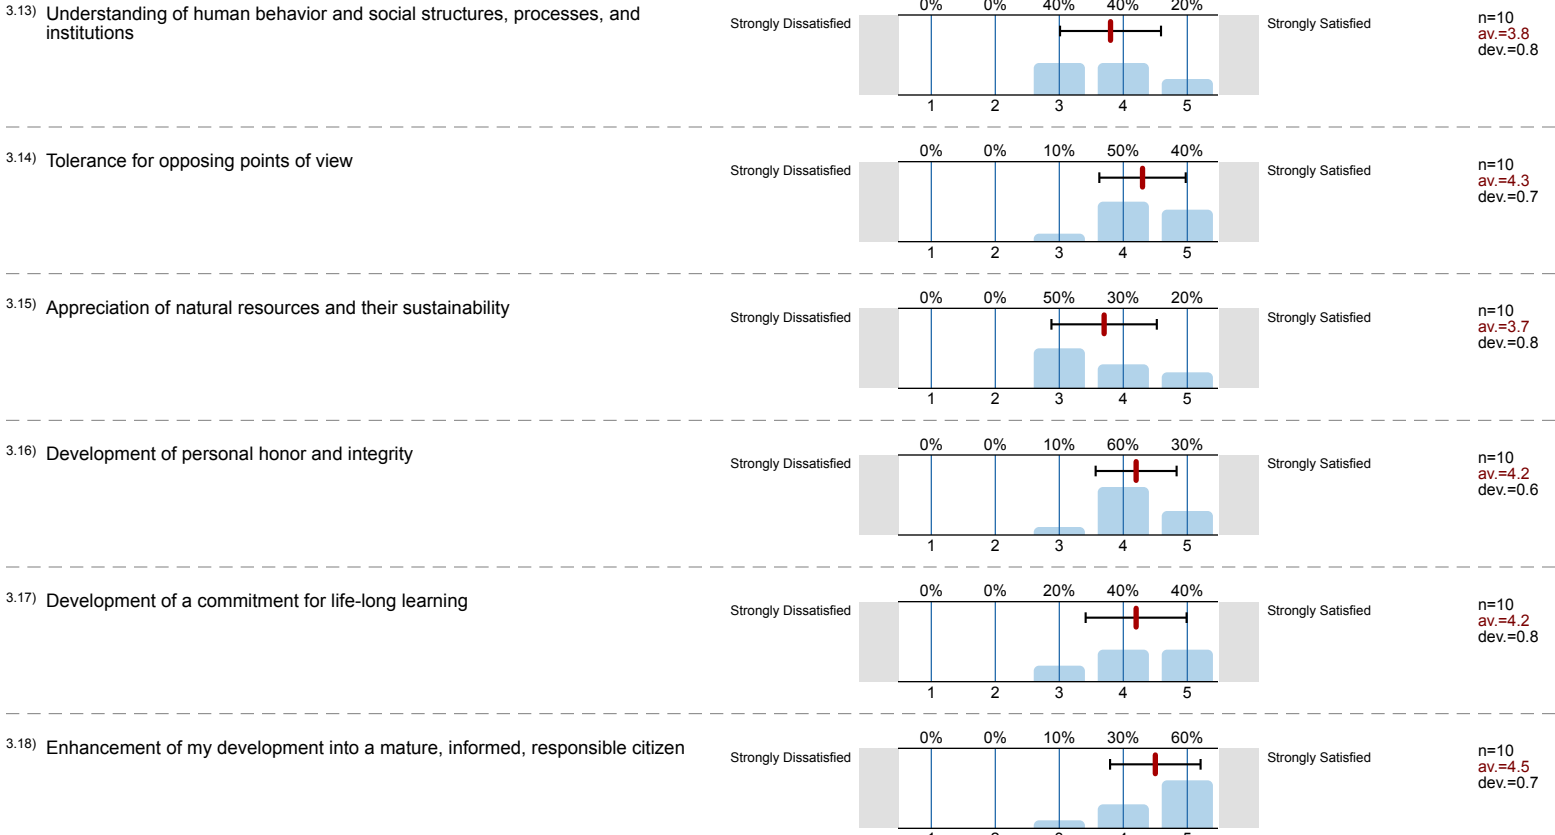 0% 0% 40% 40% 20%
3.13) Understanding of human behavior and social structures, processes, and
institutions
Strongly Dissatisfied
Strongly Satisfied
n=10
av.=3.8
dev.=0.8
1 2 3 4 5
0% 0% 10% 50% 40%
3.14) Tolerance for opposing points of view
Strongly Dissatisfied
Strongly Satisfied
n=10
av.=4.3
dev.=0.7
1 2 3 4 5
0% 0% 50% 30% 20%
3.15) Appreciation of natural resources and their sustainability
Strongly Dissatisfied
Strongly Satisfied
n=10
av.=3.7
dev.=0.8
1 2 3 4 5
0% 0% 10% 60% 30%
3.16) Development of personal honor and integrity
Strongly Dissatisfied
Strongly Satisfied
n=10
av.=4.2
dev.=0.6
1 2 3 4 5
0% 0% 20% 40% 40%
3.17) Development of a commitment for life-long learning
Strongly Dissatisfied
Strongly Satisfied
n=10
av.=4.2
dev.=0.8
1 2 3 4 5
0% 0% 10% 30% 60%
3.18) Enhancement of my development into a mature, informed, responsible citizen
Strongly Dissatisfied
Strongly Satisfied
n=10
av.=4.5
dev.=0.7